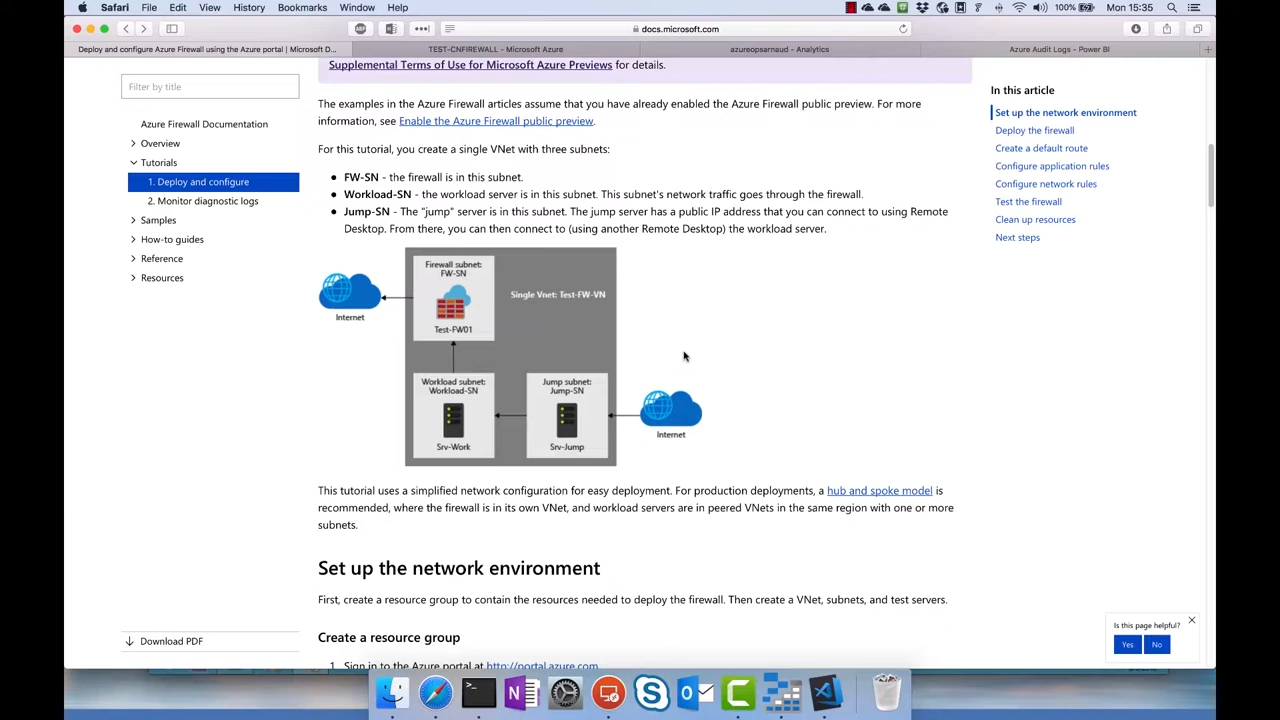 Safari File Edit View History Bookmarks Window Help 100% Mon 15:35
docs.microsoft.com
Deploy and configure Azure Firewall using the Azure portal | Microsoft D...
TEST-CNFIREWALL - Microsoft Azure
azureopsarnaud - Analytics
Azure Audit Logs - Power BI
Filter by title
Azure Firewall Documentation
Overview
Tutorials
1. Deploy and configure
2. Monitor diagnostic logs
Samples
How-to guides
Reference
Resources
Download PDF
Supplemental Terms of Use for Microsoft Azure Previews for details.
The examples in the Azure Firewall articles assume that you have already enabled the Azure Firewall public preview. For more
information, see Enable the Azure Firewall public preview.
For this tutorial, you create a single VNet with three subnets:
• FW-SN - the firewall is in this subnet.
• Workload-SN - the workload server is in this subnet. This subnet's network traffic goes through the firewall.
• Jump-SN - The "jump" server is in this subnet. The jump server has a public IP address that you can connect to using Remote
Desktop. From there, you can then connect to (using another Remote Desktop) the workload server.
Firewall subnet:
FW-SN
Test-FW01
Single Vnet: Test-FW-VN
Internet
Workload subnet:
Workload-SN
Srv-Work
Jump subnet:
Jump-SN
Srv-Jump
Internet
This tutorial uses a simplified network configuration for easy deployment. For production deployments, a hub and spoke model is
recommended, where the firewall is in its own VNet, and workload servers are in peered VNets in the same region with one or more
subnets.
Set up the network environment
First, create a resource group to contain the resources needed to deploy the firewall. Then create a VNet, subnets, and test servers.
Create a resource group
1. Sign in to the Azure portal at http://portal.azure.com.
In this article
Set up the network environment
Deploy the firewall
Create a default route
Configure application rules
Configure network rules
Test the firewall
Clean up resources
Next steps
Is this page helpful?
Yes No